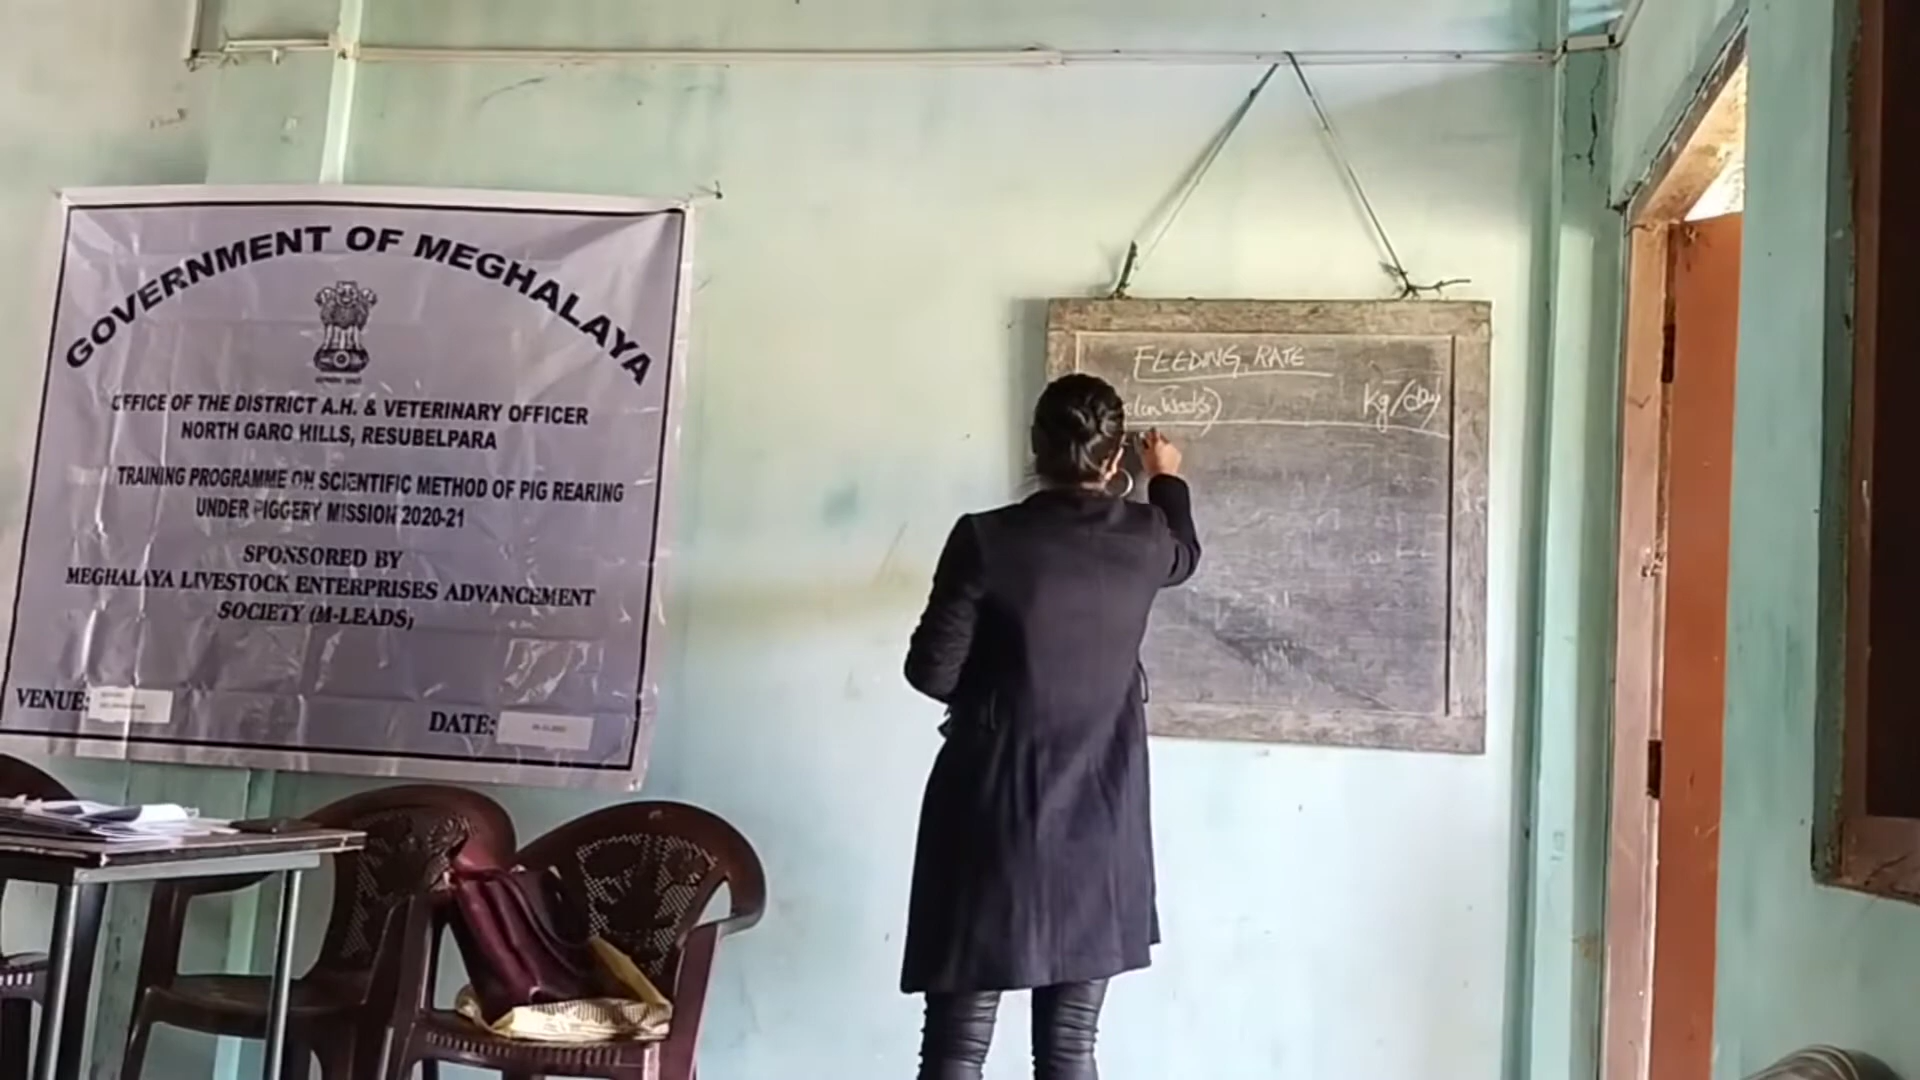 GOVERNMENT OF MEGHALAYA
OFFICE OF THE DISTRICT A.H. & VETERINARY OFFICER
NORTH GARO HILLS, RESUBELPARA
TRAINING PROGRAMME ON SCIENTIFIC METHOD OF PIG REARING
UNDER PIGGERY MISSION 2020-21
SPONSORED BY
MEGHALAYA LIVESTOCK ENTERPRISES ADVANCEMENT
SOCIETY (M-LEADS)
VENUE:
DATE:
FEEDING RATE
Kg/day